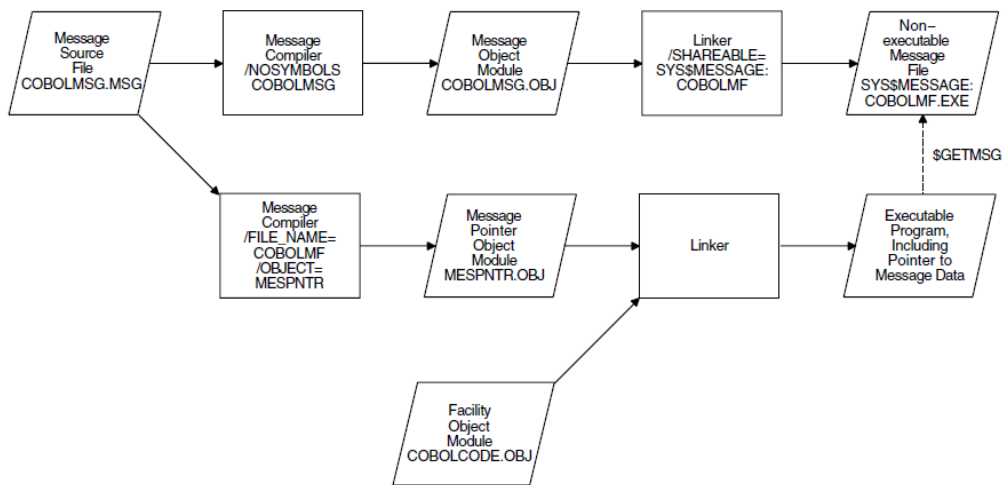 Message
Source
File
COBOLMSG.MSG
Message
Compiler
/NOSYMBOLS
COBOLMSG
Message
Object
Module
COBOLMSG.OBJ
Linker
/SHAREABLE=
SYS$MESSAGE:
COBOLMF
Non−
executable
Message
File
SYS$MESSAGE:
COBOLMF.EXE
$GETMSG
Message
Compiler
/FILE_NAME=
COBOLMF
/OBJECT=
MESPNTR
Message
Pointer
Object
Module
MESPNTR.OBJ
Linker
Executable
Program,
Including
Pointer to
Message Data
Facility
Object
Module
COBOLCODE.OBJ